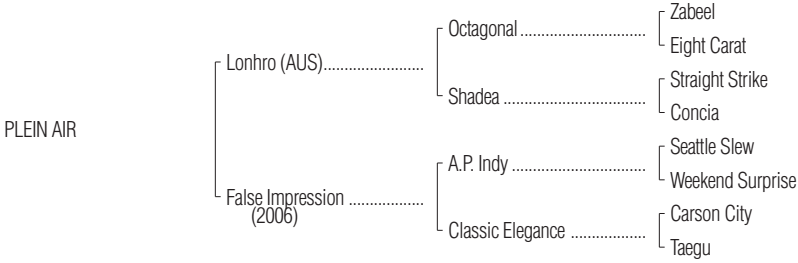 Zabeel
Octagonal
Eight Carat
Lonhro (AUS)
Straight Strike
Shadea
Concia
PLEIN AIR
Seattle Slew
A.P. Indy
Weekend Surprise
False Impression
(2006)
Carson City
Classic Elegance
Taegu